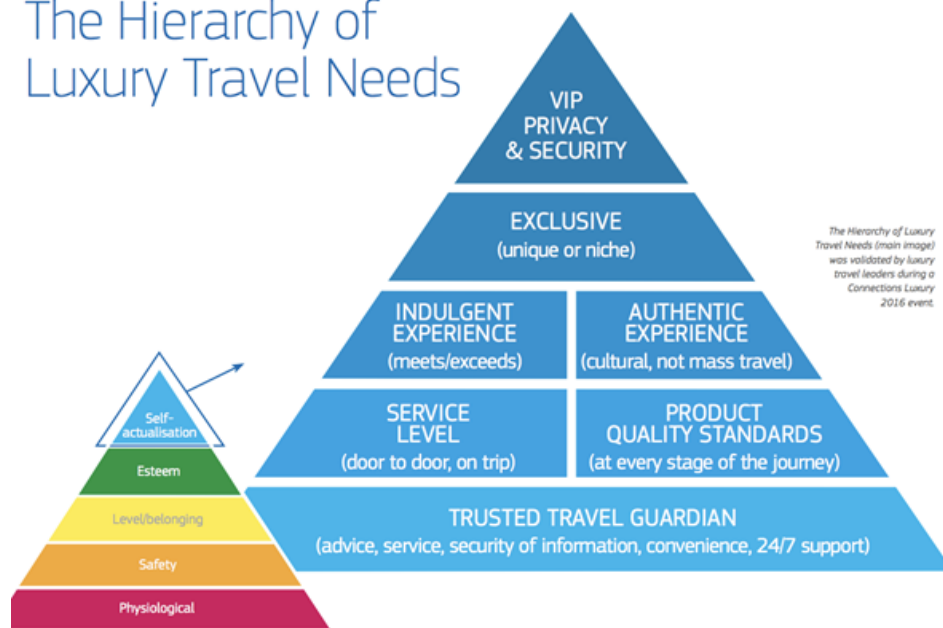 The Hierarchy of
Luxury Travel Needs
VIP
PRIVACY
& SECURITY
EXCLUSIVE
(unique or niche)
The Hierarchy of Luxury
Travel Needs (main image)
was validated by luxury
travel leaders during a
Connections Luxury
2016 event.
INDULGENT
EXPERIENCE
(meets/exceeds)
AUTHENTIC
EXPERIENCE
(cultural, not mass travel)
SERVICE
LEVEL
(door to door, on trip)
PRODUCT
QUALITY STANDARDS
(at every stage of the journey)
TRUSTED TRAVEL GUARDIAN
(advice, service, security of information, convenience, 24/7 support)
Self-
actualisation
Esteem
Level/belonging
Safety
Physiological